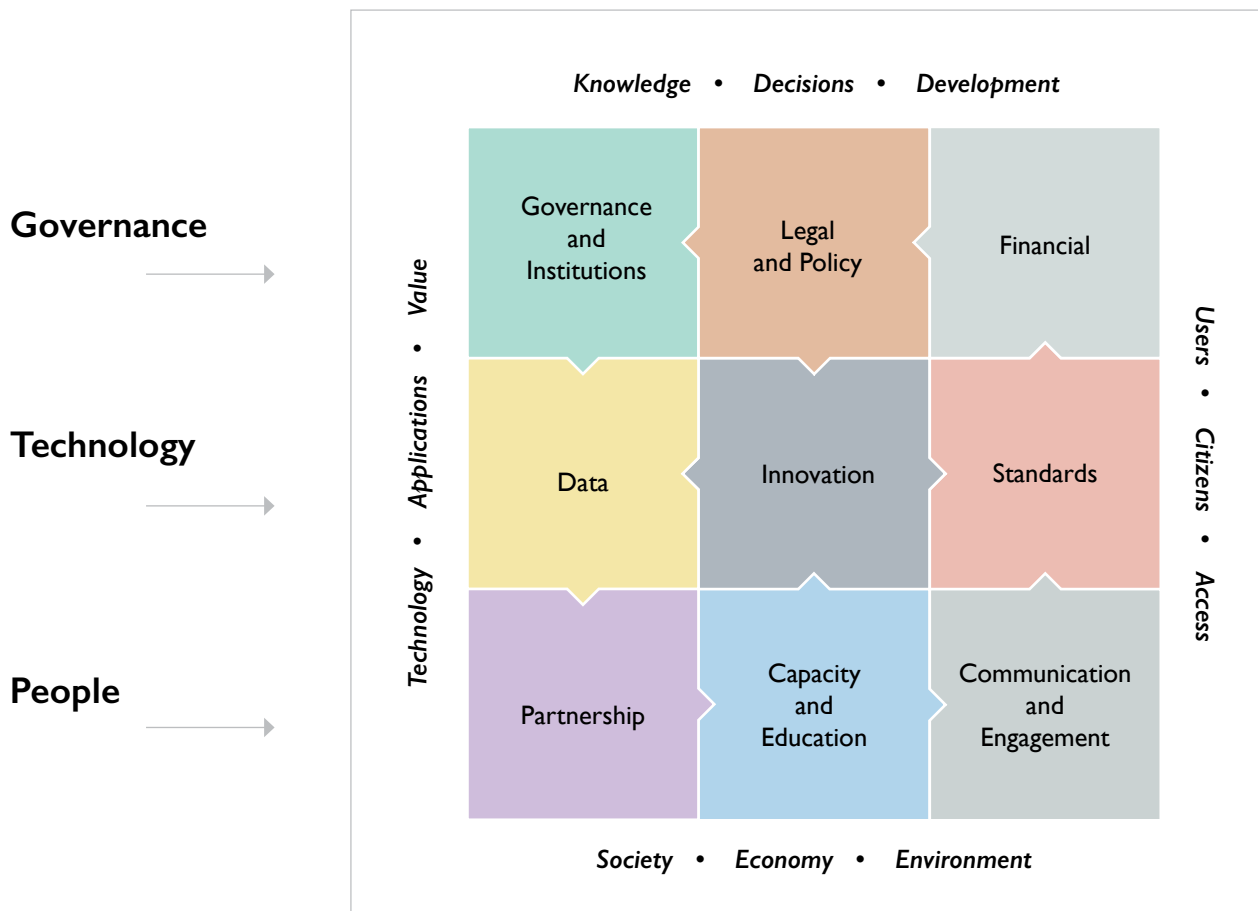 Knowledge • Decisions • Development
Governance
Governance
and
Institutions
Legal
and Policy
Financial
Technology • Applications • Value
Users • Citizens • Access
Technology
Data
Innovation
Standards
People
Partnership
Capacity
and
Education
Communication
and
Engagement
Society • Economy • Environment